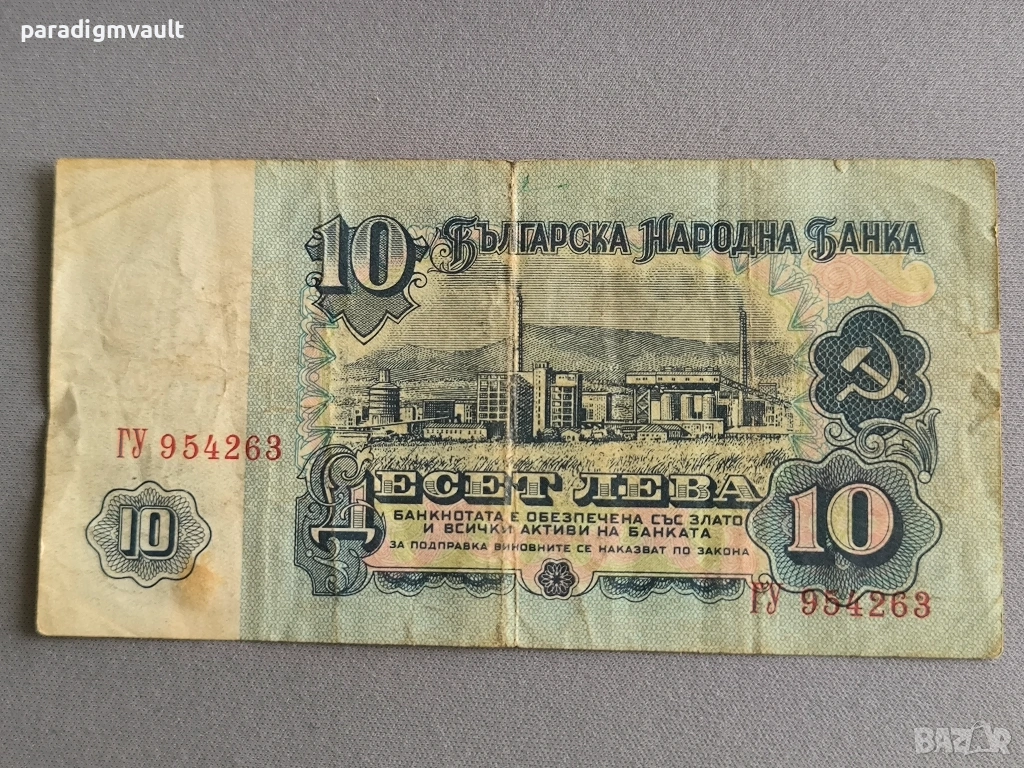 paradigmvault
10 Българска Народна Банка
ГУ 954263
Десет лева
10
10
Банкнотата е обезпечена със злато
и всички активи на банката
За подправка виновните се наказват по закона
ГУ 954263
BAZAR